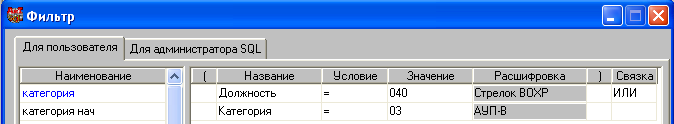 Фильтр
Для пользователя Для администратора SQL
Наименование ( Название Условие Значение Расшифровка ) Связка
категория Должность = 040 Стрелок ВОХР ИЛИ
категория нач Категория = 03 АУП-В